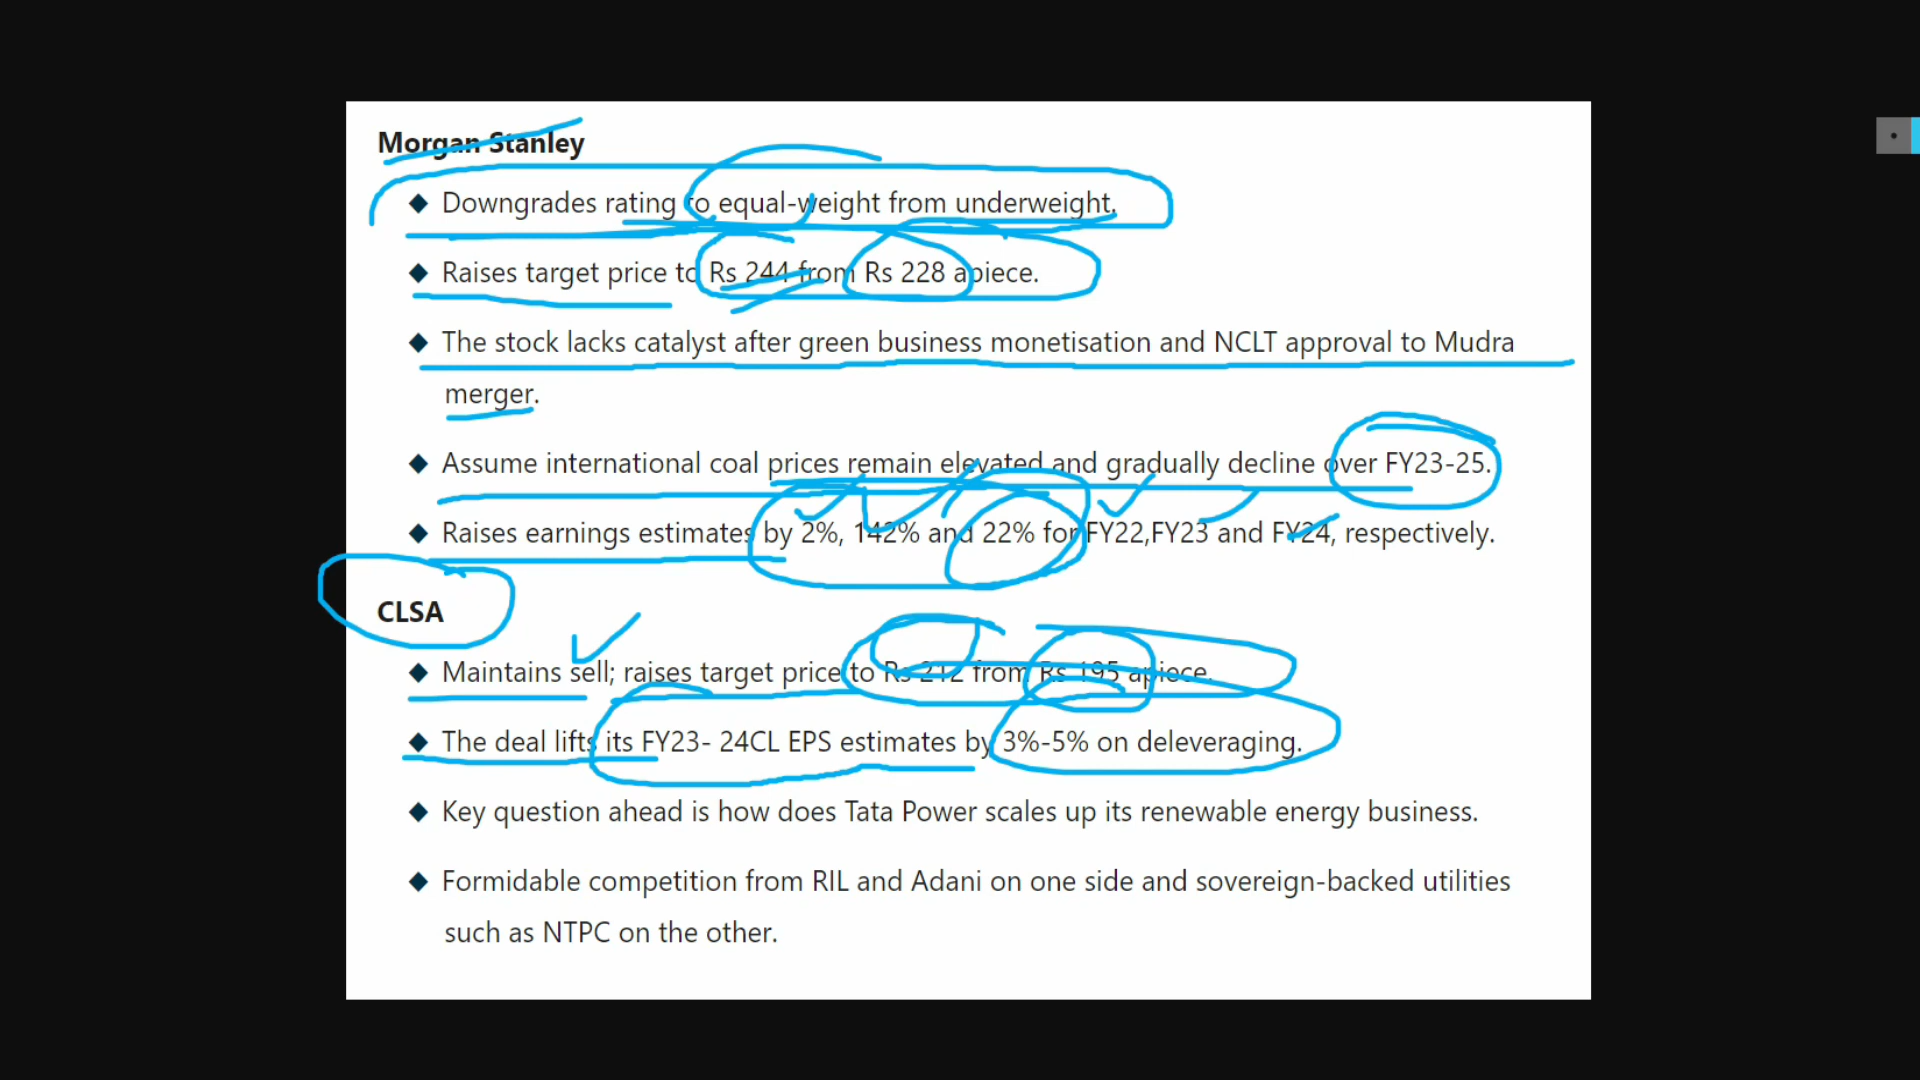 Morgan Stanley
◆ Downgrades rating to equal-weight from underweight.
◆ Raises target price to Rs 244 from Rs 228 apiece.
◆ The stock lacks catalyst after green business monetisation and NCLT approval to Mudra
merger.
◆ Assume international coal prices remain elevated and gradually decline over FY23-25.
◆ Raises earnings estimates by 2%, 142% and 22% for FY22,FY23 and FY24, respectively.
CLSA
◆ Maintains sell; raises target price to Rs 212 from Rs 195 apiece.
◆ The deal lifts its FY23- 24CL EPS estimates by 3%-5% on deleveraging.
◆ Key question ahead is how does Tata Power scales up its renewable energy business.
◆ Formidable competition from RIL and Adani on one side and sovereign-backed utilities
such as NTPC on the other.